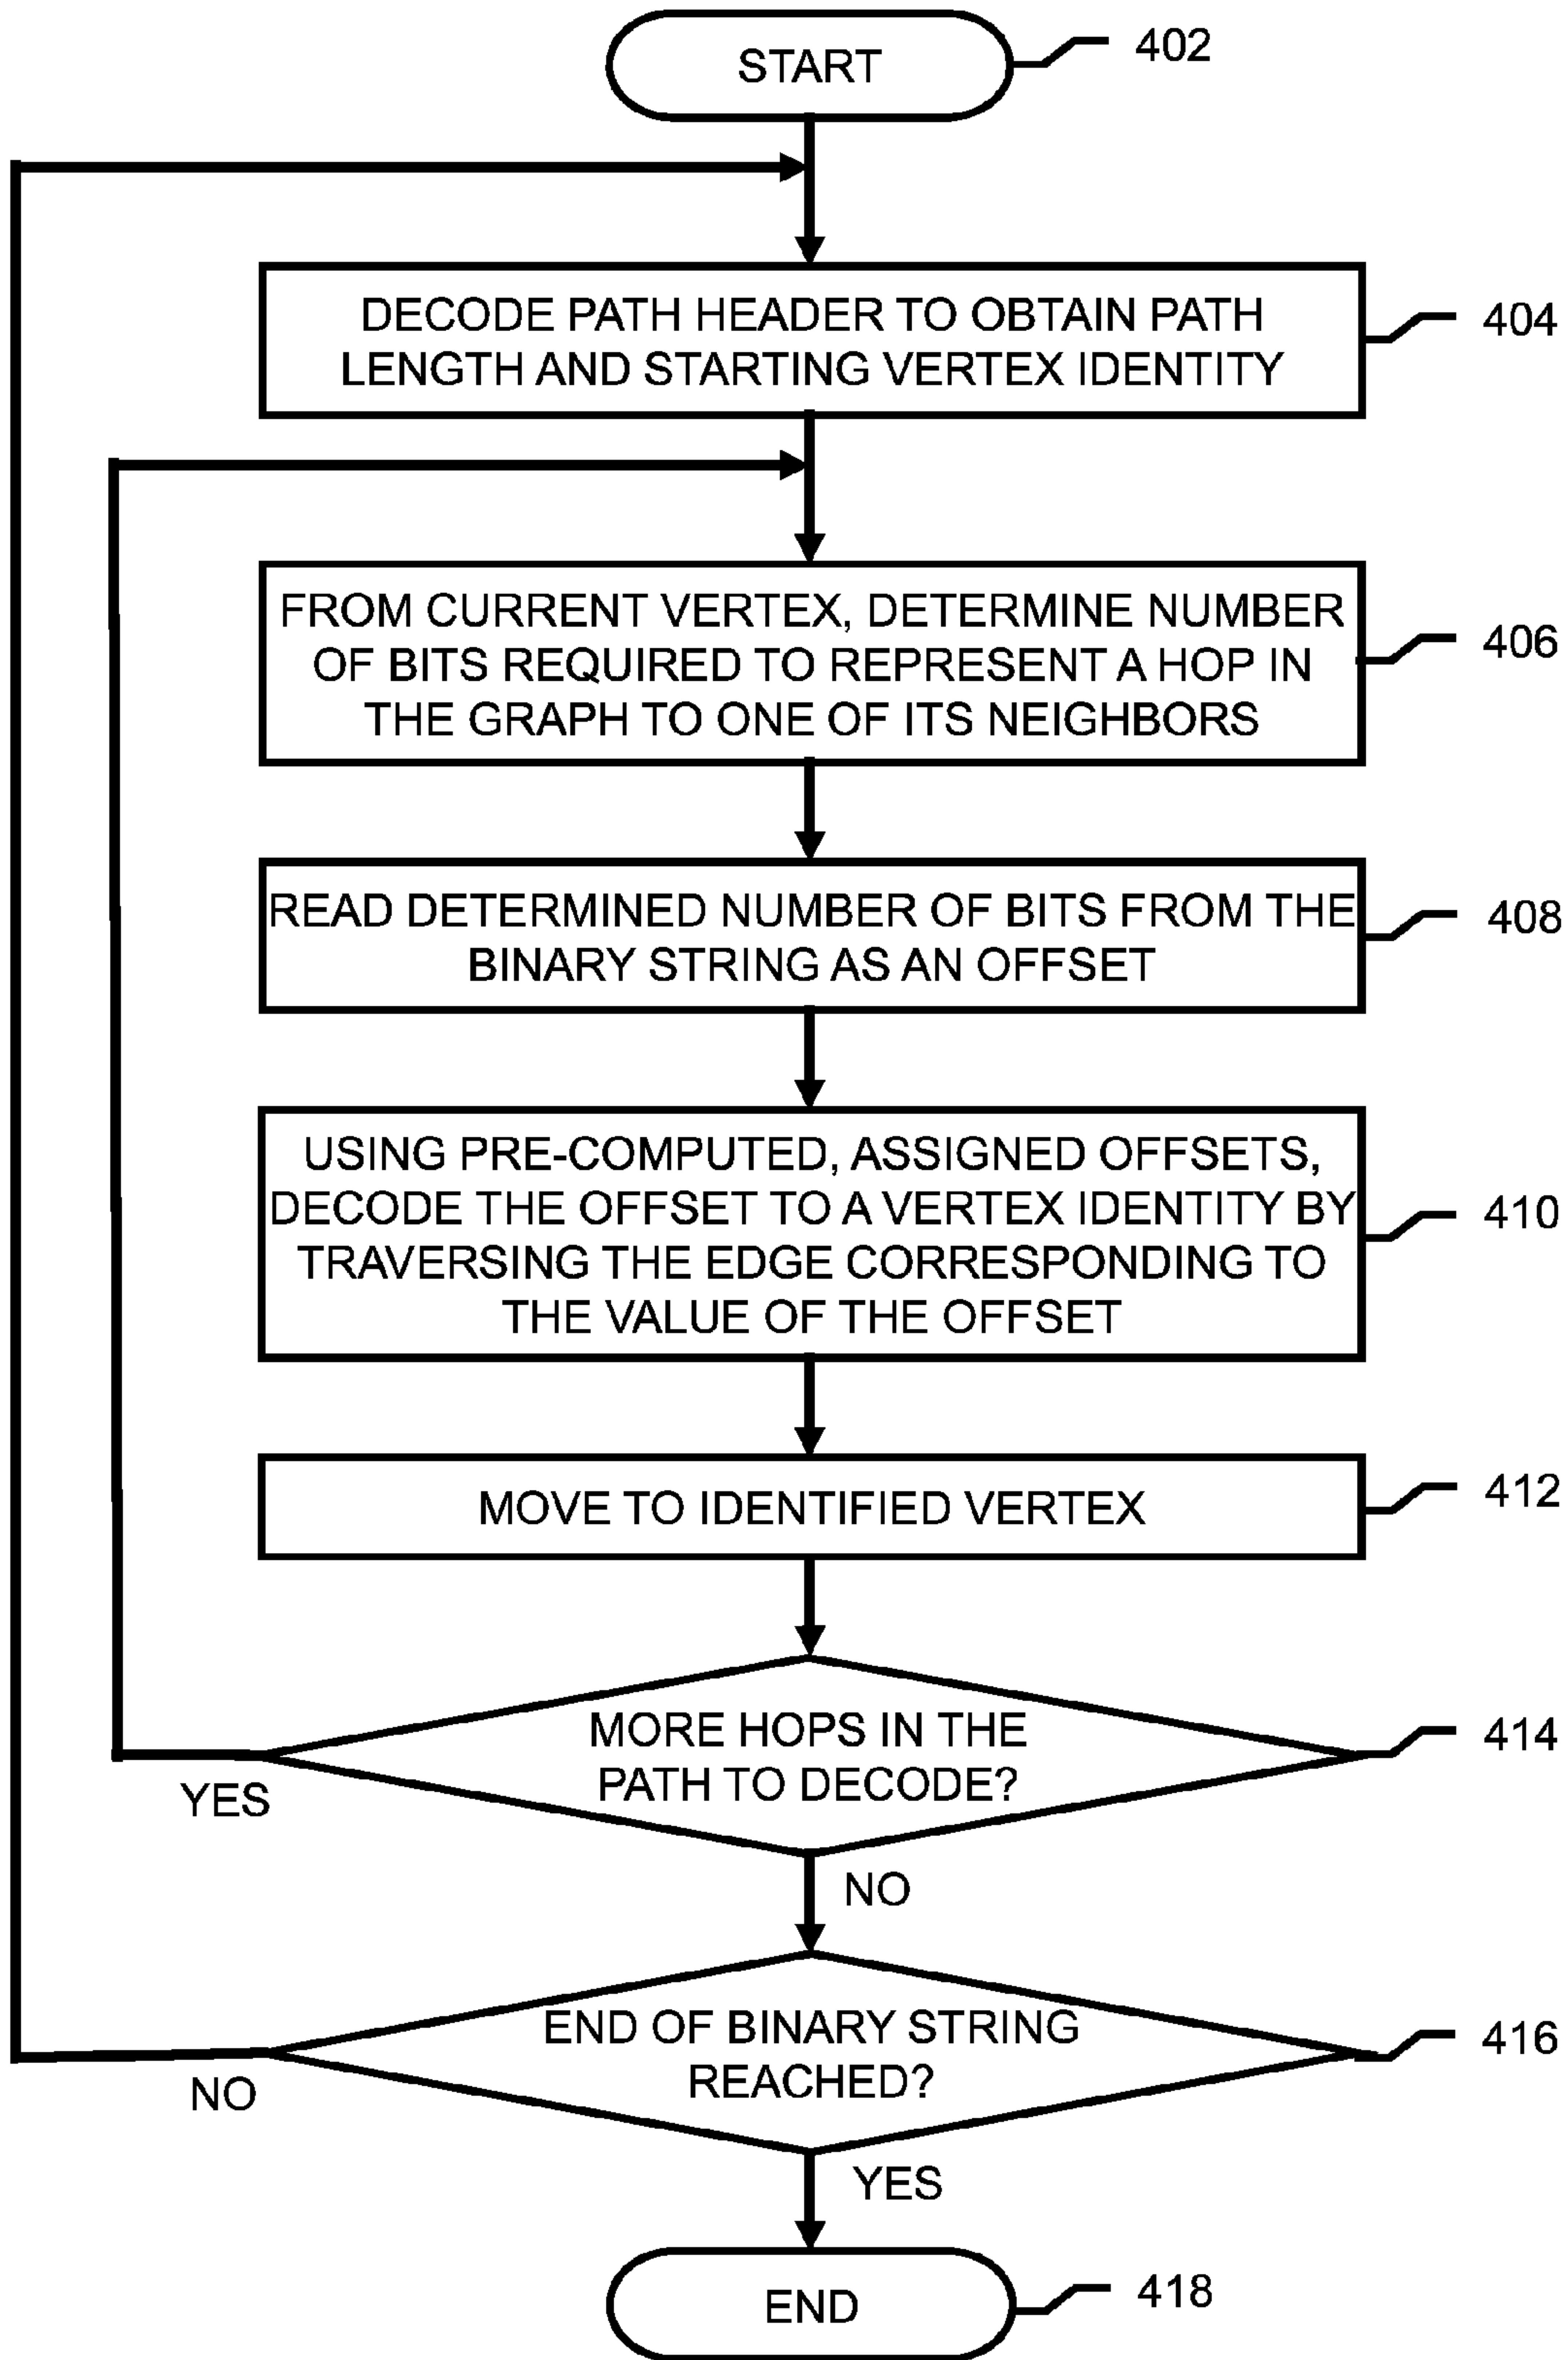 START
402
DECODE PATH HEADER TO OBTAIN PATH
LENGTH AND STARTING VERTEX IDENTITY
404
FROM CURRENT VERTEX, DETERMINE NUMBER
OF BITS REQUIRED TO REPRESENT A HOP IN
THE GRAPH TO ONE OF ITS NEIGHBORS
406
READ DETERMINED NUMBER OF BITS FROM THE
BINARY STRING AS AN OFFSET
408
USING PRE-COMPUTED, ASSIGNED OFFSETS,
DECODE THE OFFSET TO A VERTEX IDENTITY BY
TRAVERSING THE EDGE CORRESPONDING TO
THE VALUE OF THE OFFSET
410
MOVE TO IDENTIFIED VERTEX
412
MORE HOPS IN THE
PATH TO DECODE?
414
YES
NO
END OF BINARY STRING
REACHED?
416
NO
YES
END
418